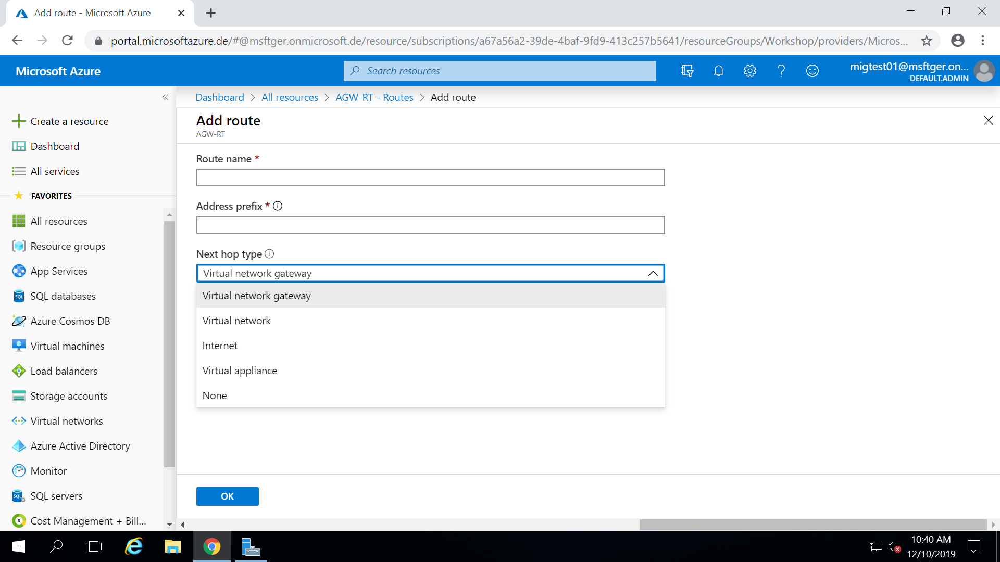 Add route - Microsoft Azure
portal.microsoftazure.de/#@msftger.onmicrosoft.de/resource/subscriptions/a67a56a2-39de-4baf-9fd9-413c257b5641/resourceGroups/Workshop/providers/Micros...
Microsoft Azure
Search resources
migtest01@msftger.on...
DEFAULT.ADMIN
Dashboard > All resources > AGW-RT - Routes > Add route
Create a resource
Dashboard
All services
FAVORITES
All resources
Resource groups
App Services
SQL databases
Azure Cosmos DB
Virtual machines
Load balancers
Storage accounts
Virtual networks
Azure Active Directory
Monitor
SQL servers
Cost Management + Bill...
Add route
AGW-RT
Route name *
Address prefix *
Next hop type
Virtual network gateway
Virtual network gateway
Virtual network
Internet
Virtual appliance
None
OK
10:40 AM
12/10/2019